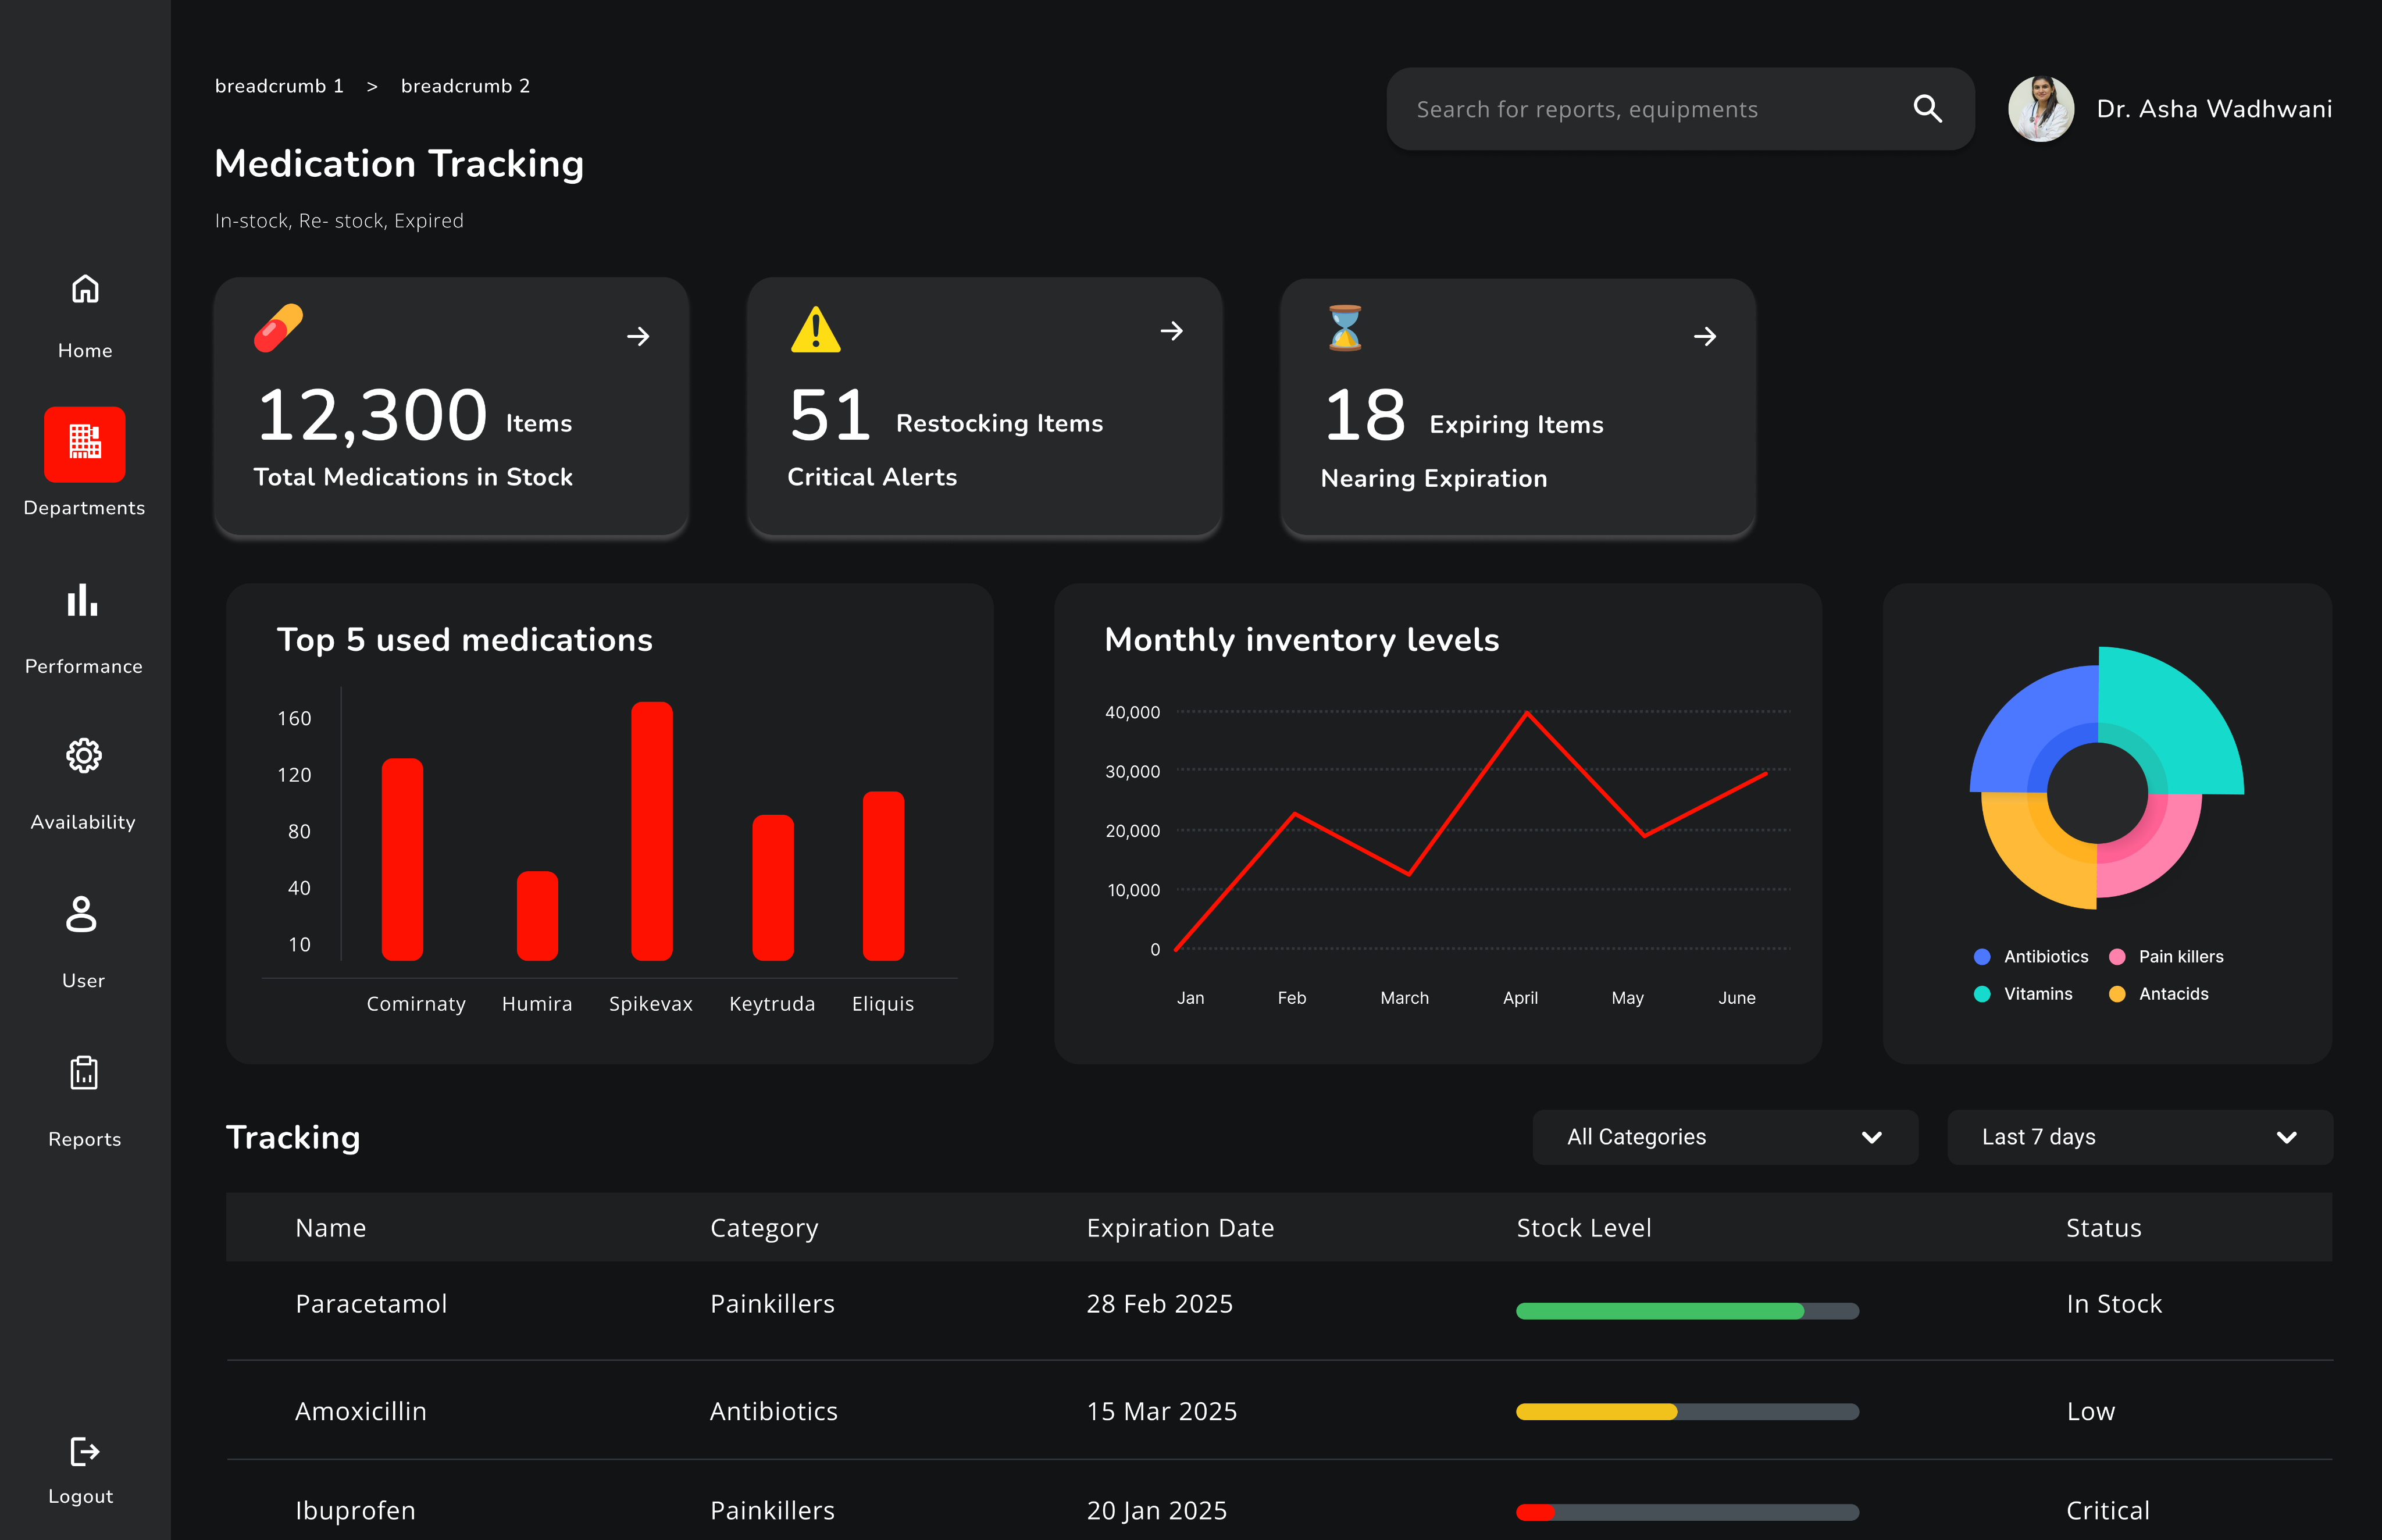 breadcrumb 1 > breadcrumb 2
Search for reports, equipments
Dr. Asha Wadhwani
Medication Tracking
In-stock, Re- stock, Expired
Home
Departments
Performance
Availability
User
Reports
Logout
12,300 Items
Total Medications in Stock
51 Restocking Items
Critical Alerts
18 Expiring Items
Nearing Expiration
Top 5 used medications
160
120
80
40
10
Comirnaty Humira Spikevax Keytruda Eliquis
Monthly inventory levels
40,000
30,000
20,000
10,000
0
Jan Feb March April May June
Antibiotics Pain killers
Vitamins Antacids
Tracking
All Categories
Last 7 days
Name Category Expiration Date Stock Level Status
Paracetamol Painkillers 28 Feb 2025 In Stock
Amoxicillin Antibiotics 15 Mar 2025 Low
Ibuprofen Painkillers 20 Jan 2025 Critical